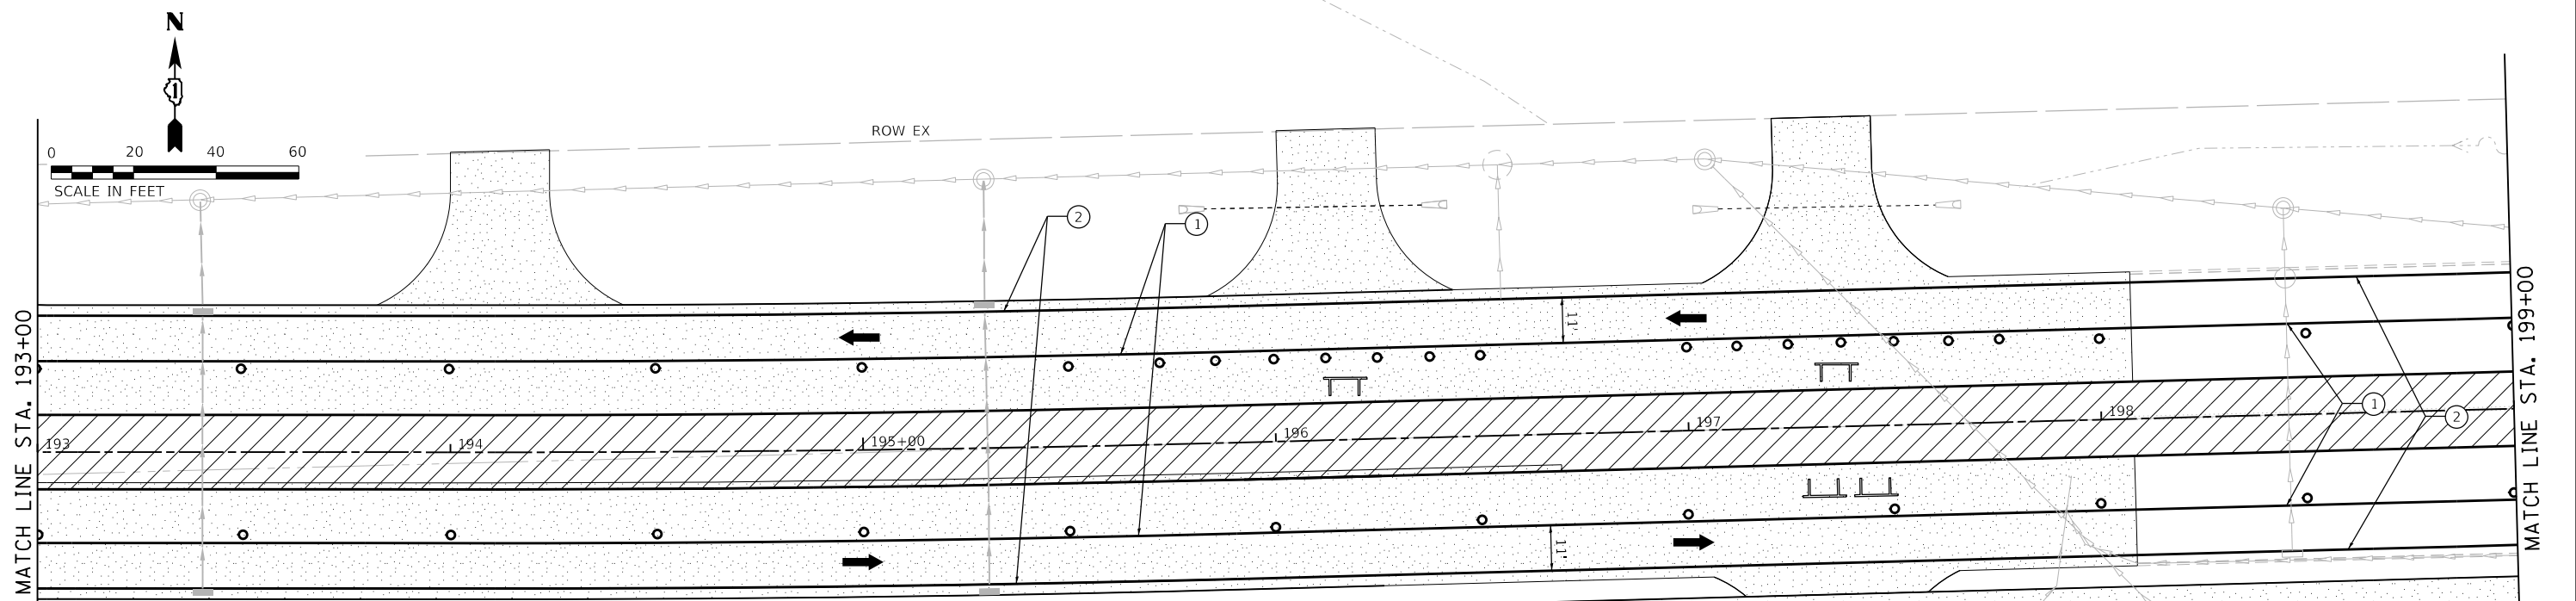 N
1
0 20 40 60
SCALE IN FEET
ROW EX
2
1
11'
MATCH LINE STA. 193+00
193
194
195+00
196
197
198
1
2
11'
MATCH LINE STA. 199+00